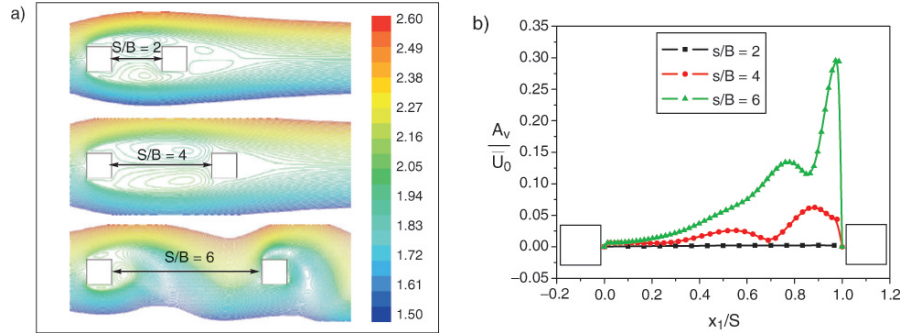 a)
S/B = 2
S/B = 4
S/B = 6
2.60
2.49
2.38
2.27
2.16
2.05
1.94
1.83
1.72
1.61
1.50
b)
0.35
0.30
0.25
0.20
0.15
0.10
0.05
0.00
−0.05
A_v
U̅_0
s/B = 2
s/B = 4
s/B = 6
−0.2 0.0 0.2 0.4 0.6 0.8 1.0 1.2
x_1/S